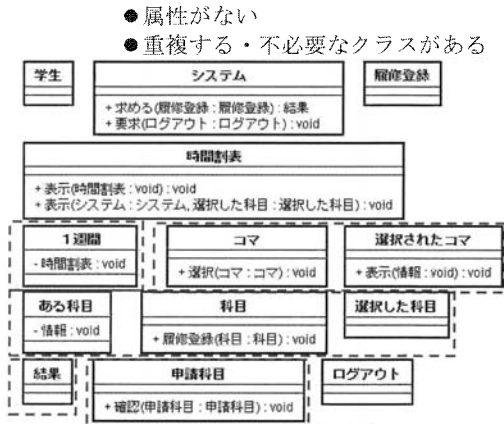 ●属性がない
●重複する・不必要なクラスがある
学生
システム
+ 求める(履修登録 : 履修登録) : 結果
+ 要求(ログアウト : ログアウト) : void
履修登録
時間割表
+ 表示(時間割表 : void) : void
+ 表示(システム : システム, 選択した科目 : 選択した科目) : void
1週間
- 時間割表 : void
コマ
+ 選択(コマ : コマ) : void
選択されたコマ
+ 表示(情報 : void) : void
ある科目
- 情報 : void
科目
+ 履修登録(科目 : 科目) : void
選択した科目
結果
申請科目
+ 確認(申請科目 : 申請科目) : void
ログアウト